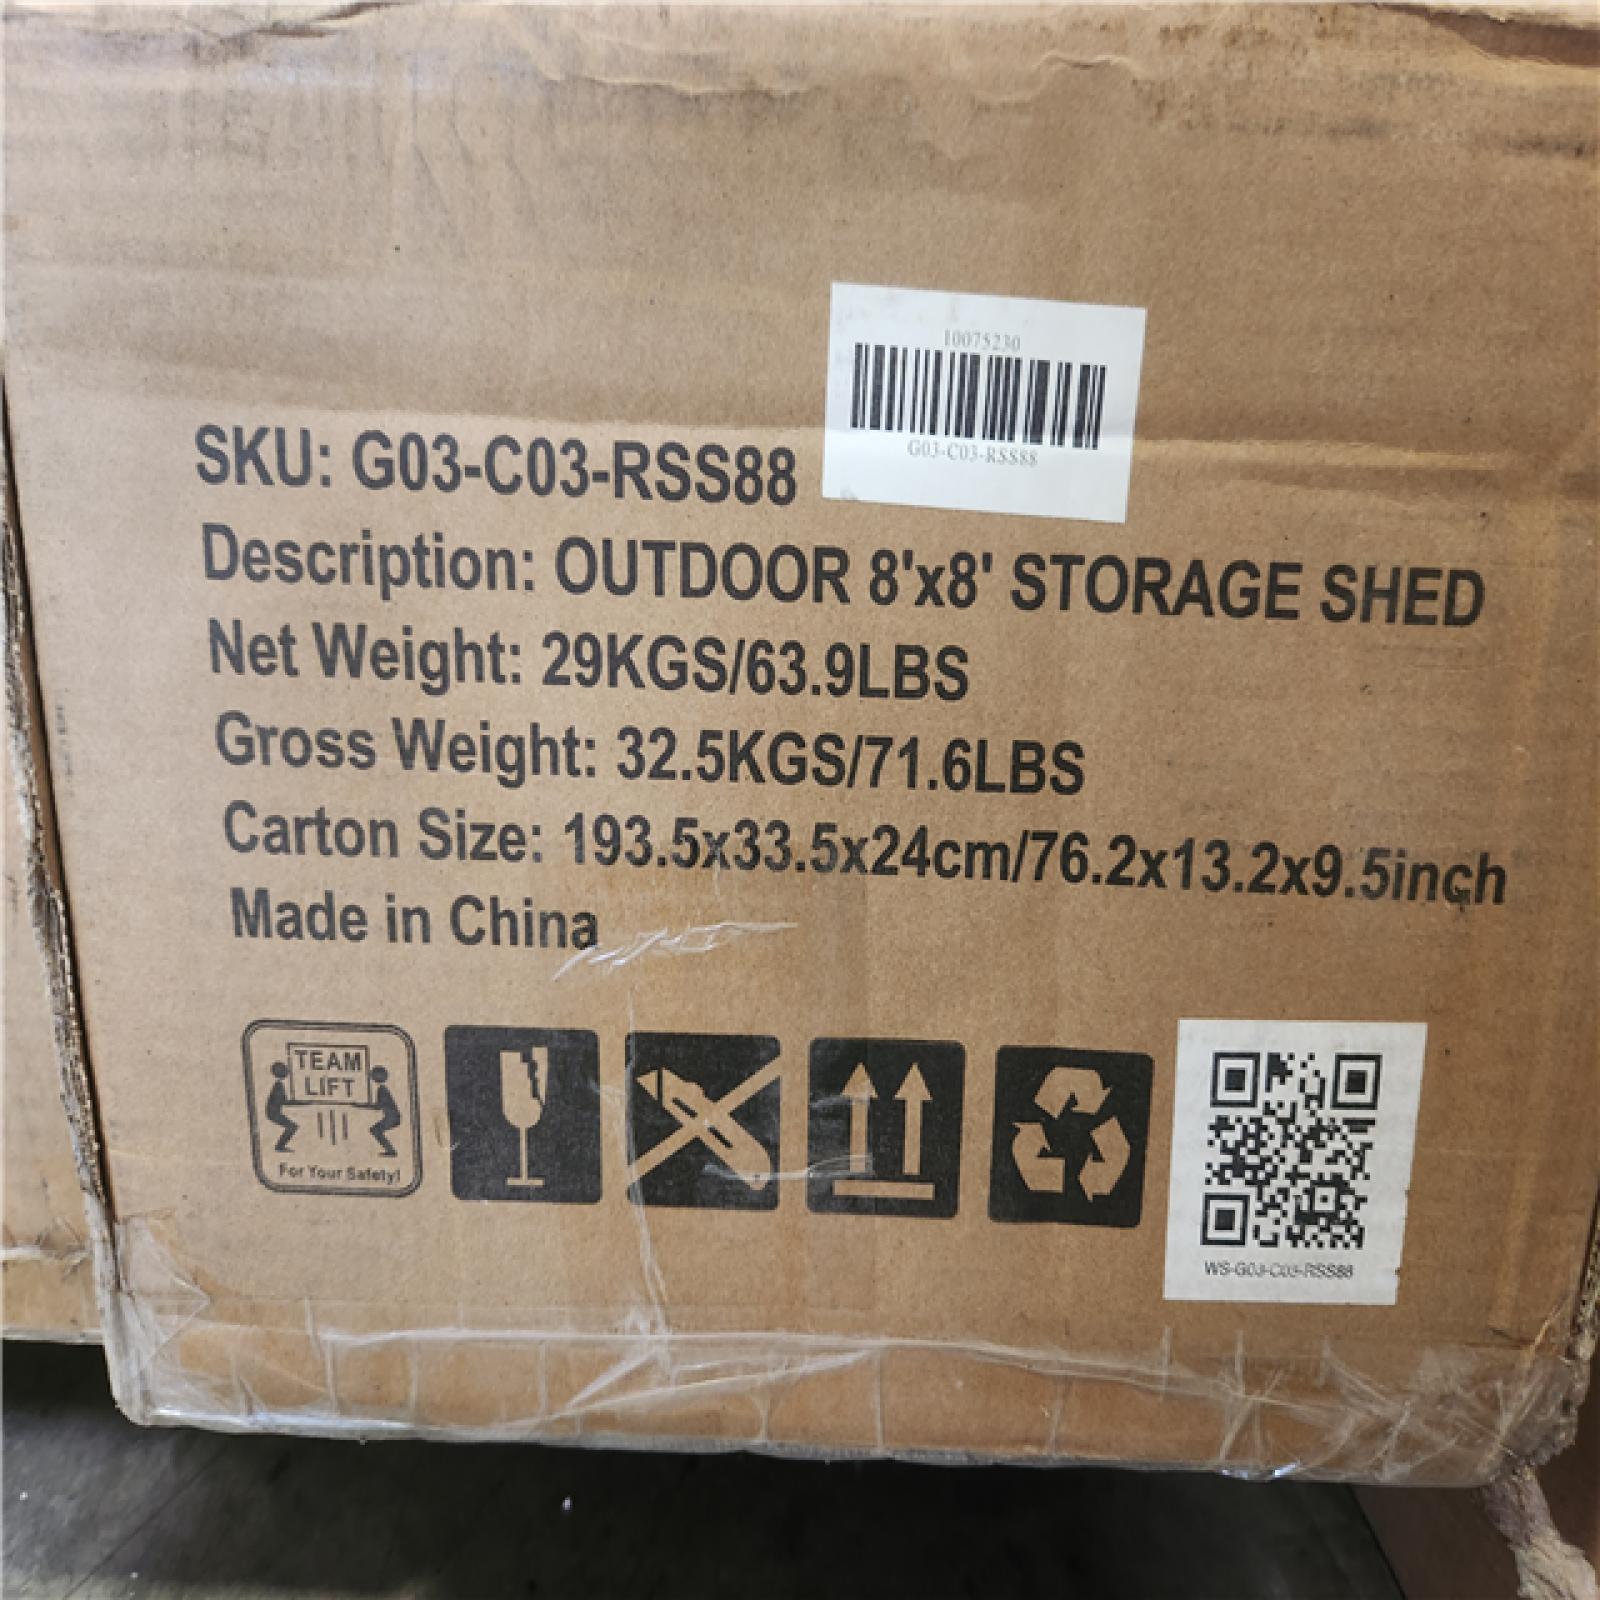 10075230
G03-C03-RSS88
SKU: G03-C03-RSS88
Description: OUTDOOR 8'x8' STORAGE SHED
Net Weight: 29KGS/63.9LBS
Gross Weight: 32.5KGS/71.6LBS
Carton Size: 193.5x33.5x24cm/76.2x13.2x9.5inch
Made in China
TEAM
LIFT
For Your Safety!
WS-G03-C03-RSS88